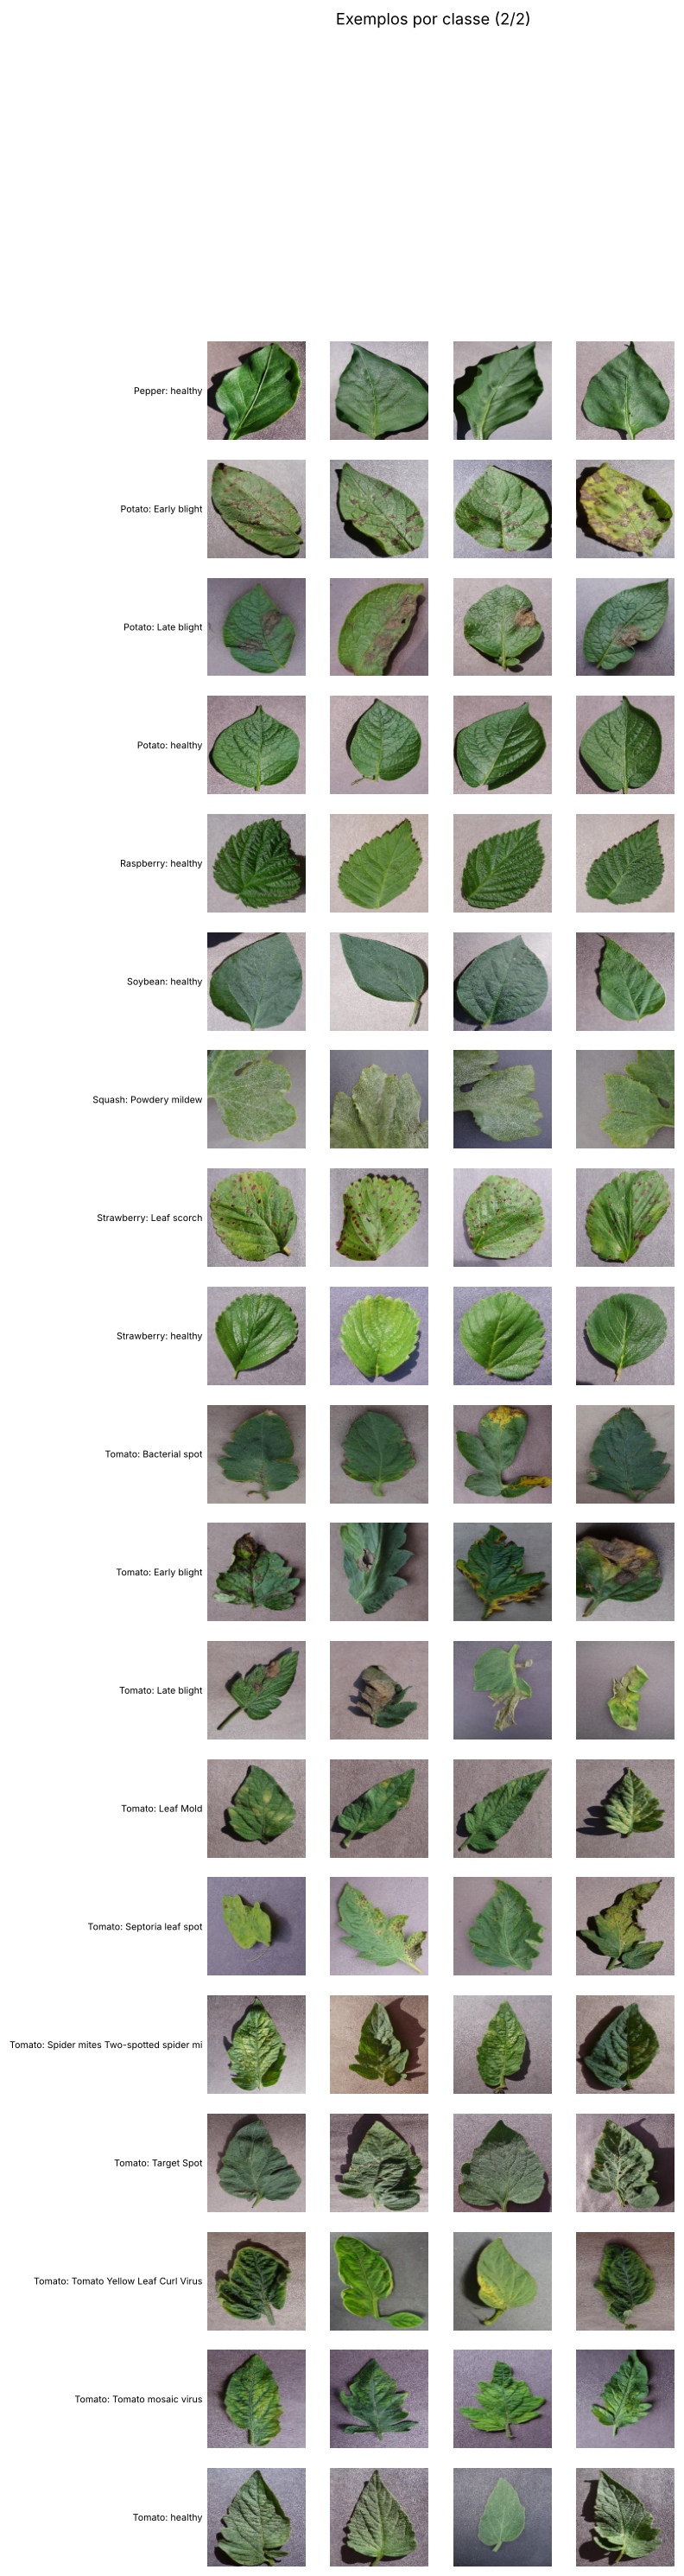 Exemplos por classe (2/2)
Pepper: healthy
Potato: Early blight
Potato: Late blight
Potato: healthy
Raspberry: healthy
Soybean: healthy
Squash: Powdery mildew
Strawberry: Leaf scorch
Strawberry: healthy
Tomato: Bacterial spot
Tomato: Early blight
Tomato: Late blight
Tomato: Leaf Mold
Tomato: Septoria leaf spot
Tomato: Spider mites Two-spotted spider mi
Tomato: Target Spot
Tomato: Tomato Yellow Leaf Curl Virus
Tomato: Tomato mosaic virus
Tomato: healthy